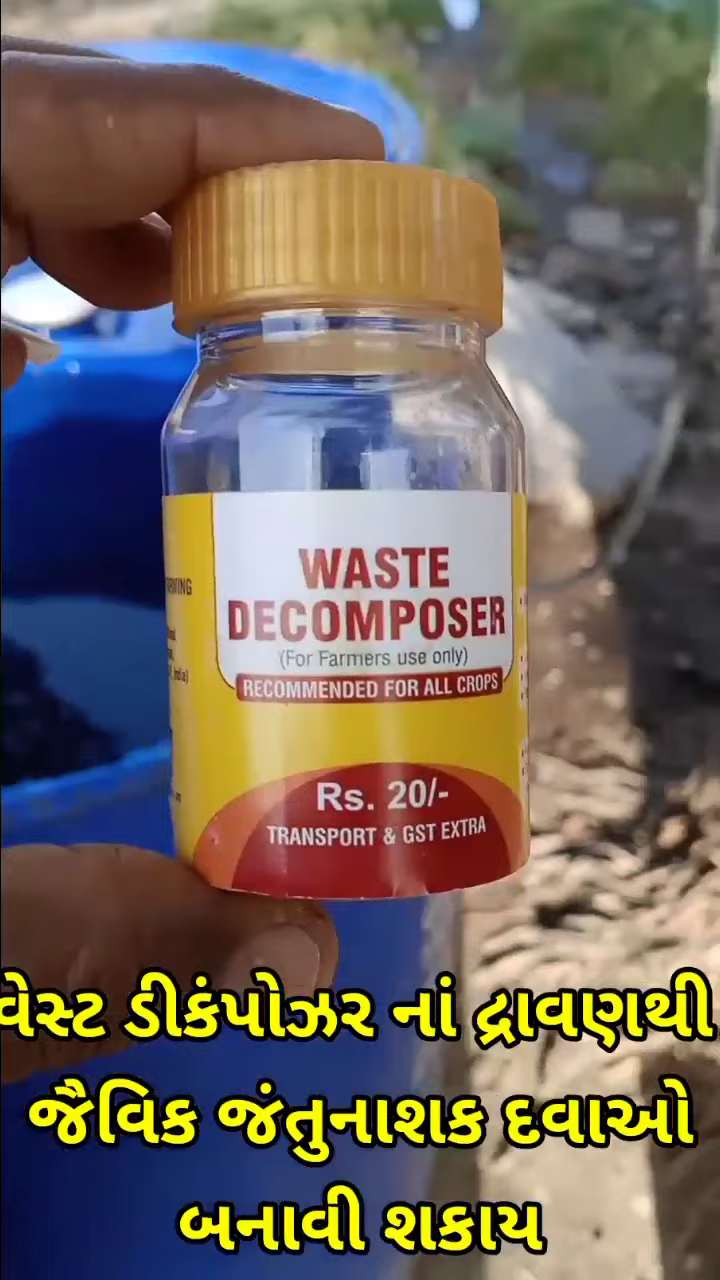 WASTE
DECOMPOSER
(For Farmers use only)
RECOMMENDED FOR ALL CROPS
Rs. 20/-
TRANSPORT & GST EXTRA
વેસ્ટ ડીકંપોઝર નાં દ્રાવણથી
જૈવિક જંતુનાશક દવાઓ
બનાવી શકાય